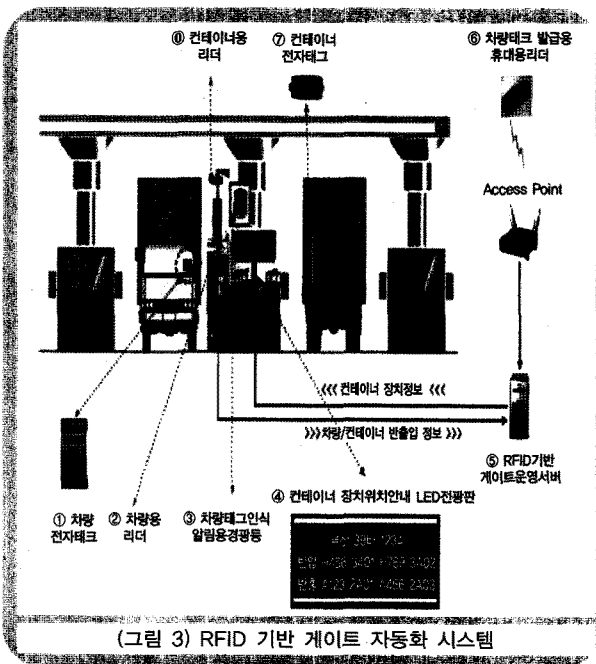 ⓪ 컨테이너용 리더
⑦ 컨테이너 전자태그
⑥ 차량태크 발급용 휴대용리더
Access Point
<<< 컨테이너 장치정보 <<<
>>>차량/컨테이너 반출입 정보 >>>
⑤ RFID기반 게이트운영서버
④ 컨테이너 장치위치안내 LED전광판
① 차량 전자태크
② 차량용 리더
③ 차량태그인식 알림용경광등
(그림 3) RFID 기반 게이트 자동화 시스템